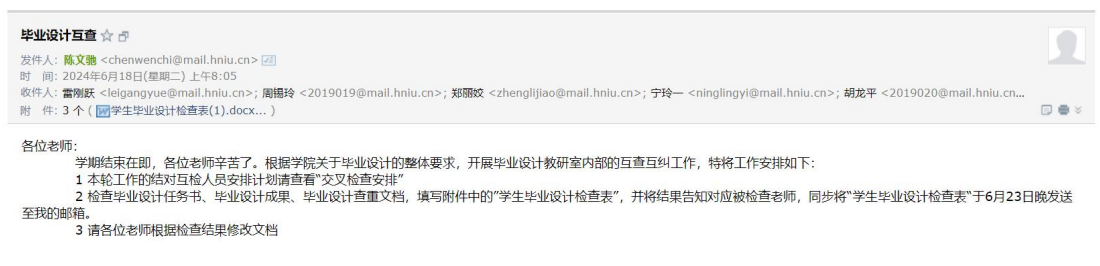 毕业设计互查
发件人：陈文驰 <chenwenchi@mail.hniu.cn>
时 间：2024年6月18日(星期二) 上午8:05
收件人：雷刚跃 <leigangyue@mail.hniu.cn>; 周锡玲 <2019019@mail.hniu.cn>; 郑丽姣 <zhenglijiao@mail.hniu.cn>; 宁玲一 <ninglingyi@mail.hniu.cn>; 胡龙平 <2019020@mail.hniu.cn...
附 件：3 个 ( 学生毕业设计检查表(1).docx... )
各位老师：
学期结束在即，各位老师辛苦了。根据学院关于毕业设计的整体要求，开展毕业设计教研室内部的互查互纠工作，特将工作安排如下：
1 本轮工作的结对互检人员安排计划请查看“交叉检查安排”
2 检查毕业设计任务书、毕业设计成果、毕业设计查重文档，填写附件中的”学生毕业设计检查表”，并将结果告知对应被检查老师，同步将“学生毕业设计检查表“于6月23日晚发送
至我的邮箱。
3 请各位老师根据检查结果修改文档